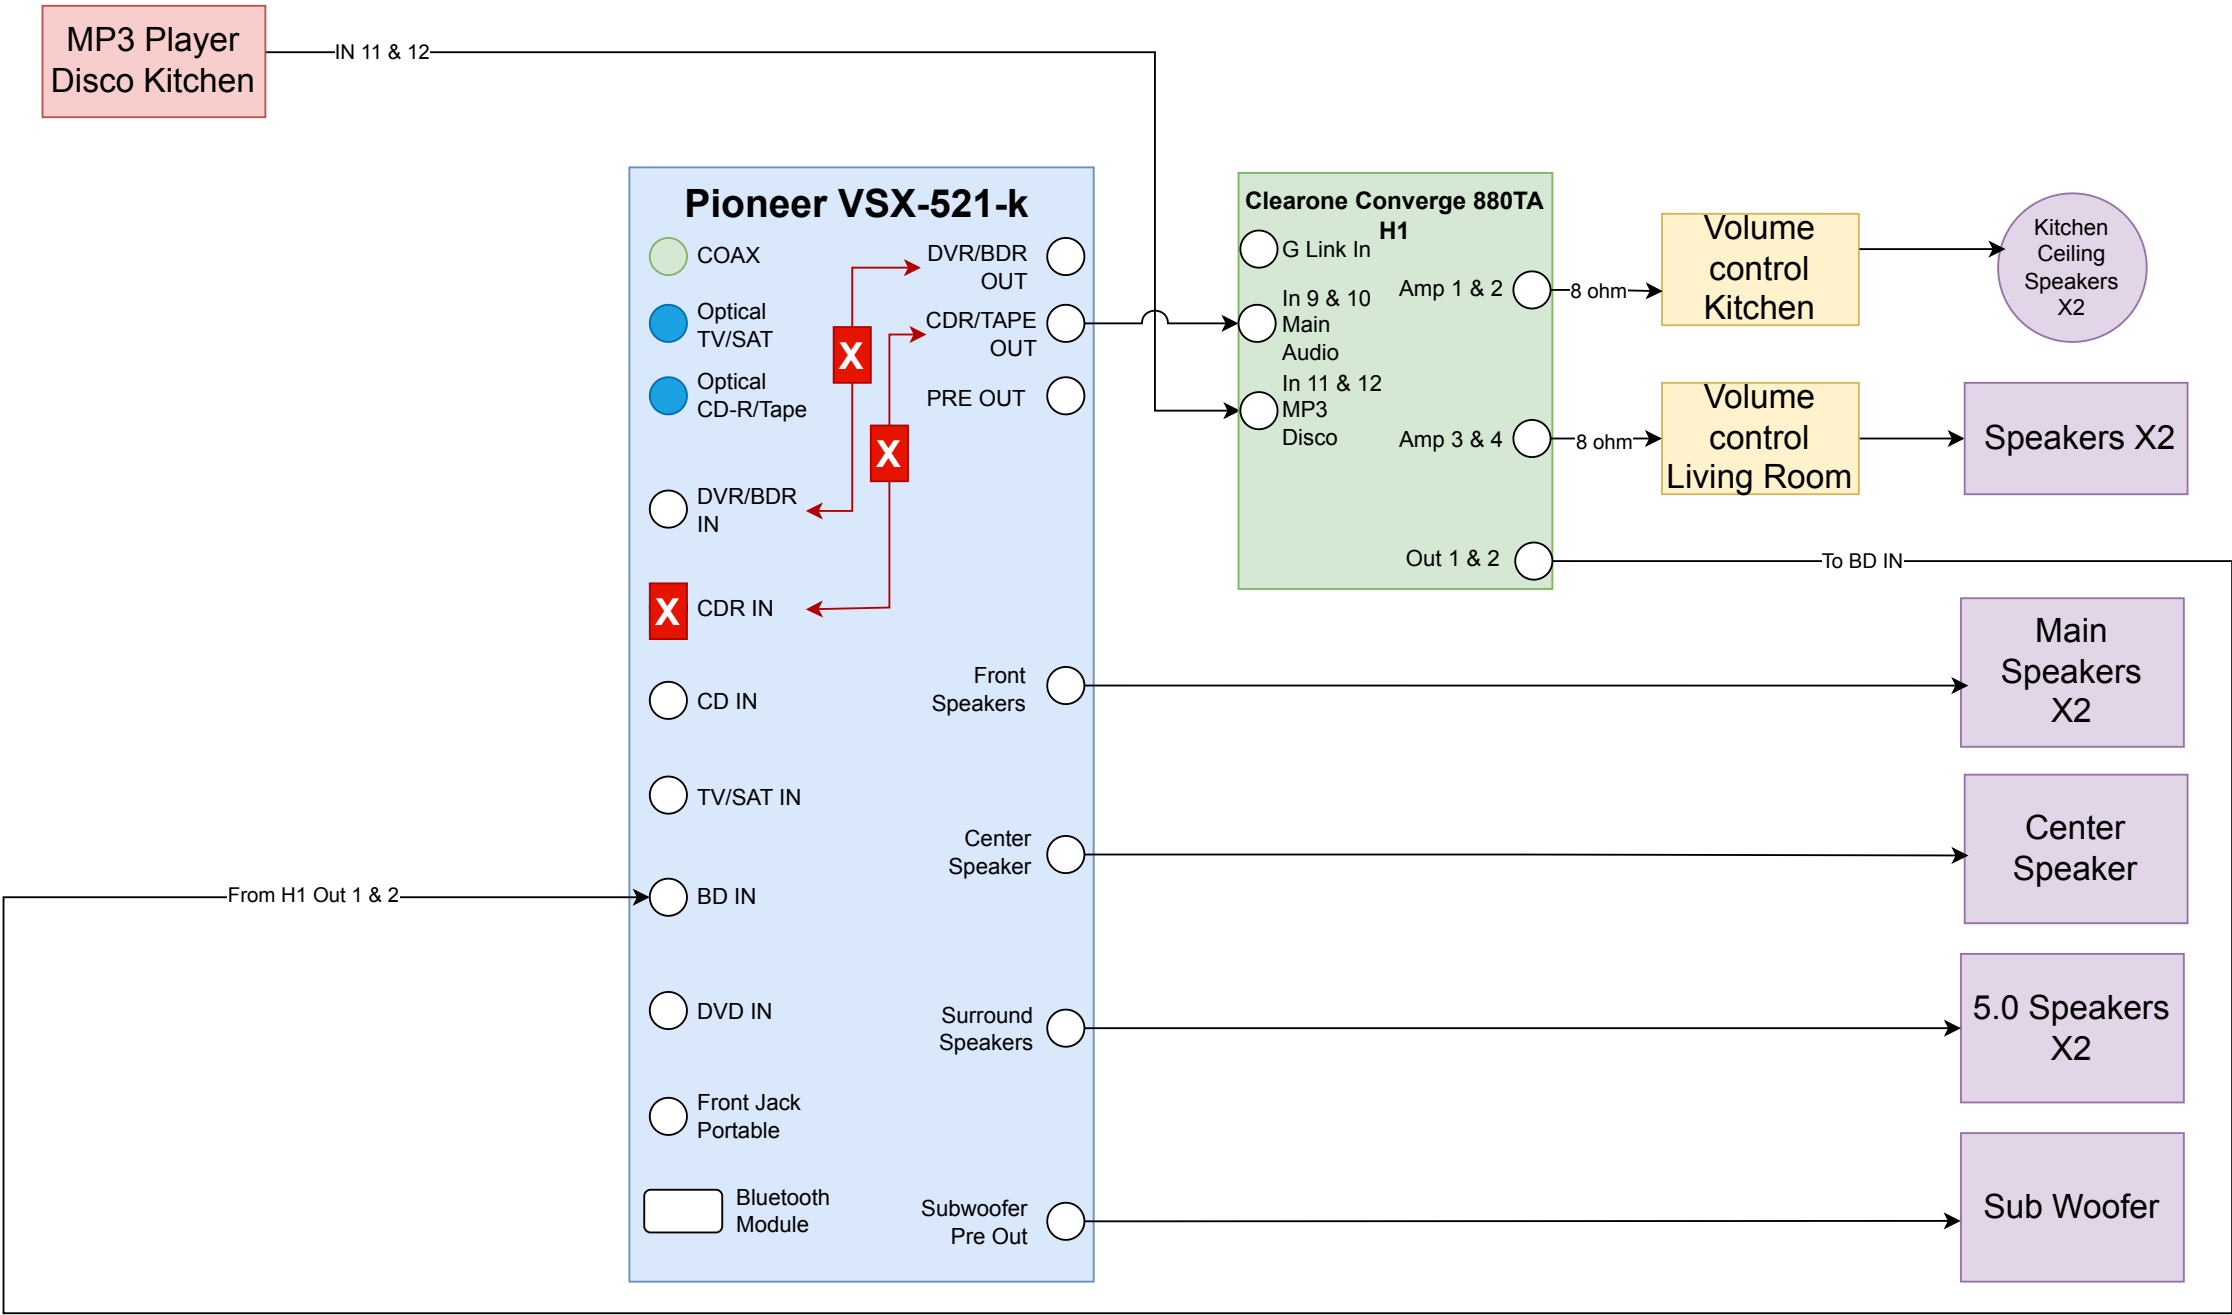 MP3 Player
Disco Kitchen
IN 11 & 12
Pioneer VSX-521-k
COAX
Optical
TV/SAT
Optical
CD-R/Tape
DVR/BDR
IN
X
CDR IN
CD IN
TV/SAT IN
BD IN
DVD IN
Front Jack
Portable
Bluetooth
Module
X
X
DVR/BDR
OUT
CDR/TAPE
OUT
PRE OUT
Front
Speakers
Center
Speaker
Surround
Speakers
Subwoofer
Pre Out
From H1 Out 1 & 2
Clearone Converge 880TA
H1
G Link In
In 9 & 10
Main
Audio
In 11 & 12
MP3
Disco
Amp 1 & 2
Amp 3 & 4
Out 1 & 2
8 ohm
8 ohm
To BD IN
Volume
control
Kitchen
Volume
control
Living Room
Kitchen
Ceiling
Speakers
X2
Speakers X2
Main
Speakers
X2
Center
Speaker
5.0 Speakers
X2
Sub Woofer